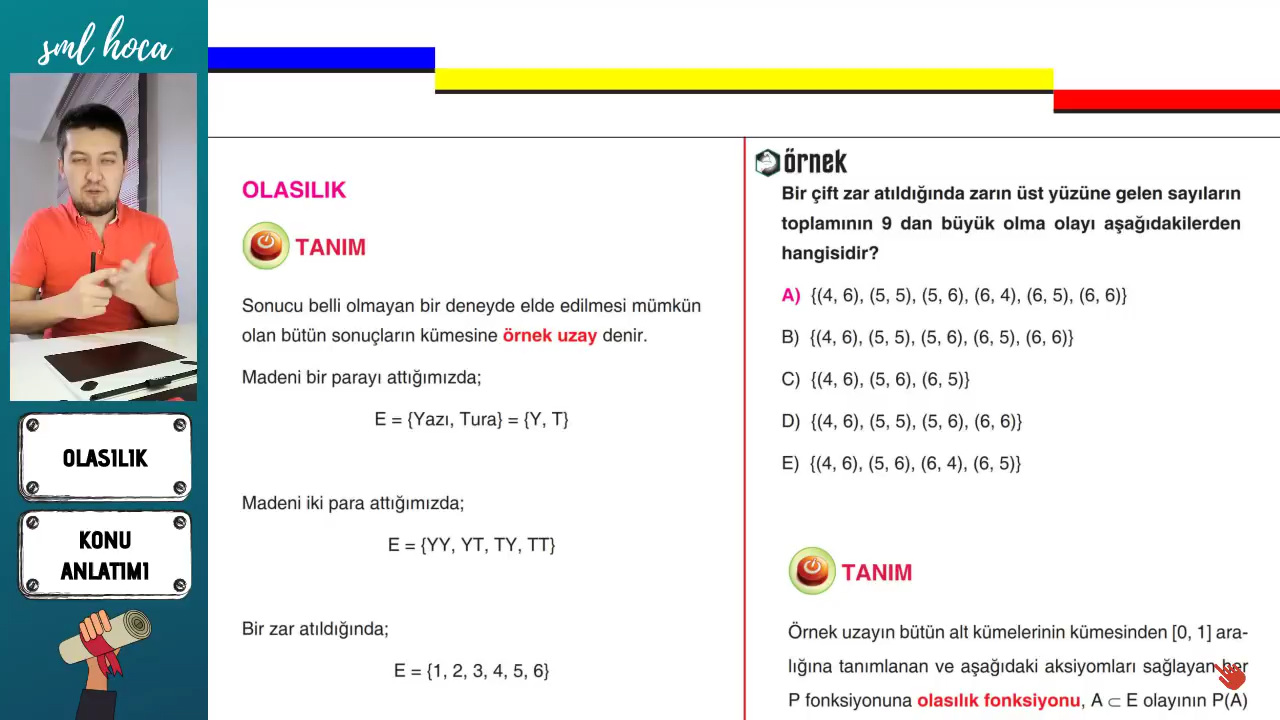 sml hoca
OLASILIK
KONU
ANLATIMI
OLASILIK
TANIM
Sonucu belli olmayan bir deneyde elde edilmesi mümkün
olan bütün sonuçların kümesine örnek uzay denir.
Madeni bir parayı attığımızda;
E = {Yazı, Tura} = {Y, T}
Madeni iki para attığımızda;
E = {YY, YT, TY, TT}
Bir zar atıldığında;
E = {1, 2, 3, 4, 5, 6}
örnek
Bir çift zar atıldığında zarın üst yüzüne gelen sayıların
toplamının 9 dan büyük olma olayı aşağıdakilerden
hangisidir?
A) {(4, 6), (5, 5), (5, 6), (6, 4), (6, 5), (6, 6)}
B) {(4, 6), (5, 5), (5, 6), (6, 5), (6, 6)}
C) {(4, 6), (5, 6), (6, 5)}
D) {(4, 6), (5, 5), (5, 6), (6, 6)}
E) {(4, 6), (5, 6), (6, 4), (6, 5)}
TANIM
Örnek uzayın bütün alt kümelerinin kümesinden [0, 1] ara-
lığına tanımlanan ve aşağıdaki aksiyomları sağlayan her
P fonksiyonuna olasılık fonksiyonu, A ⊂ E olayının P(A)